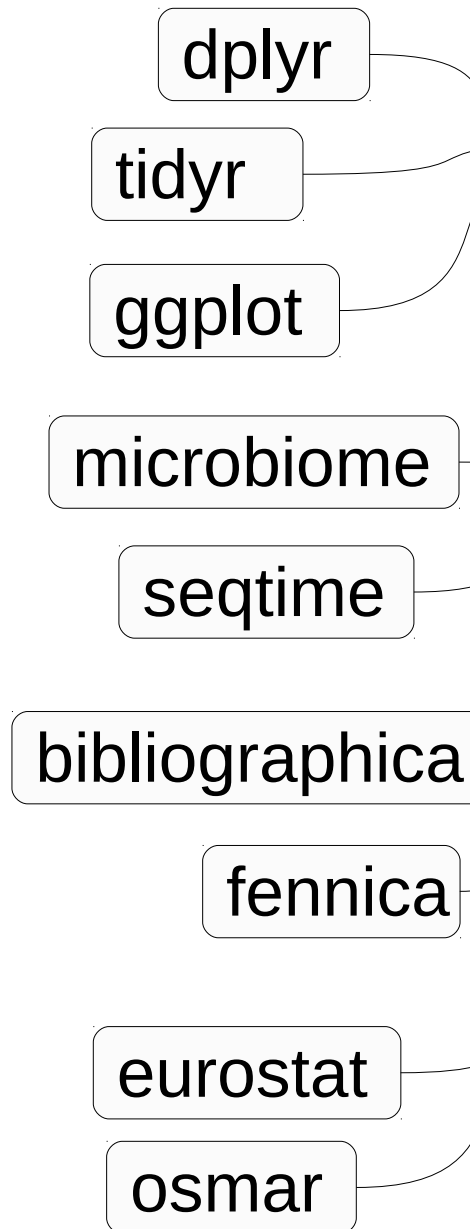 dplyr
tidyr
ggplot
microbiome
seqtime
bibliographica
fennica
eurostat
osmar